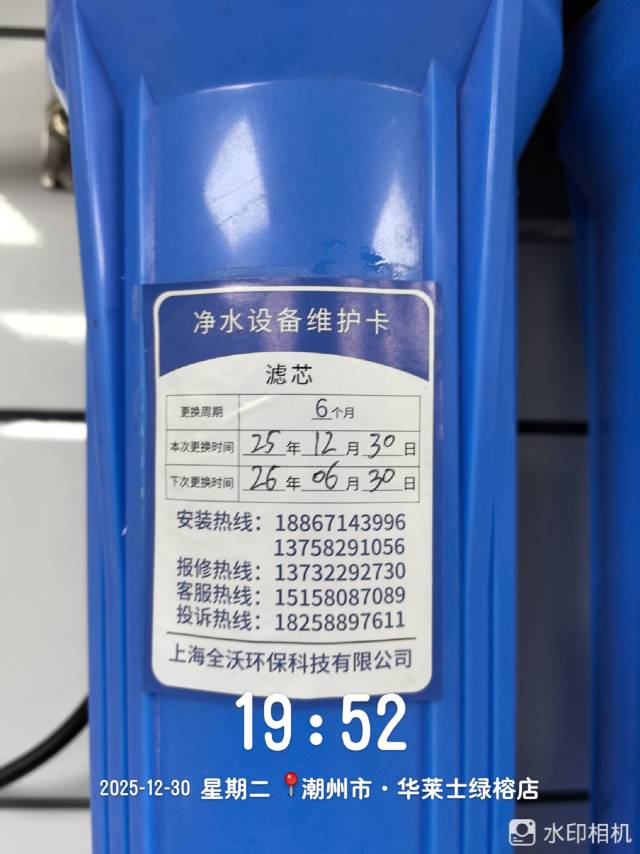 净水设备维护卡
滤芯
更换周期 6个月
本次更换时间 25年12月30日
下次更换时间 26年06月30日
安装热线：18867143996
13758291056
报修热线：13732292730
客服热线：15158087089
投诉热线：18258897611
上海全沃环保科技有限公司
19:52
2025-12-30 星期二 📍潮州市·华莱士绿榕店
水印相机